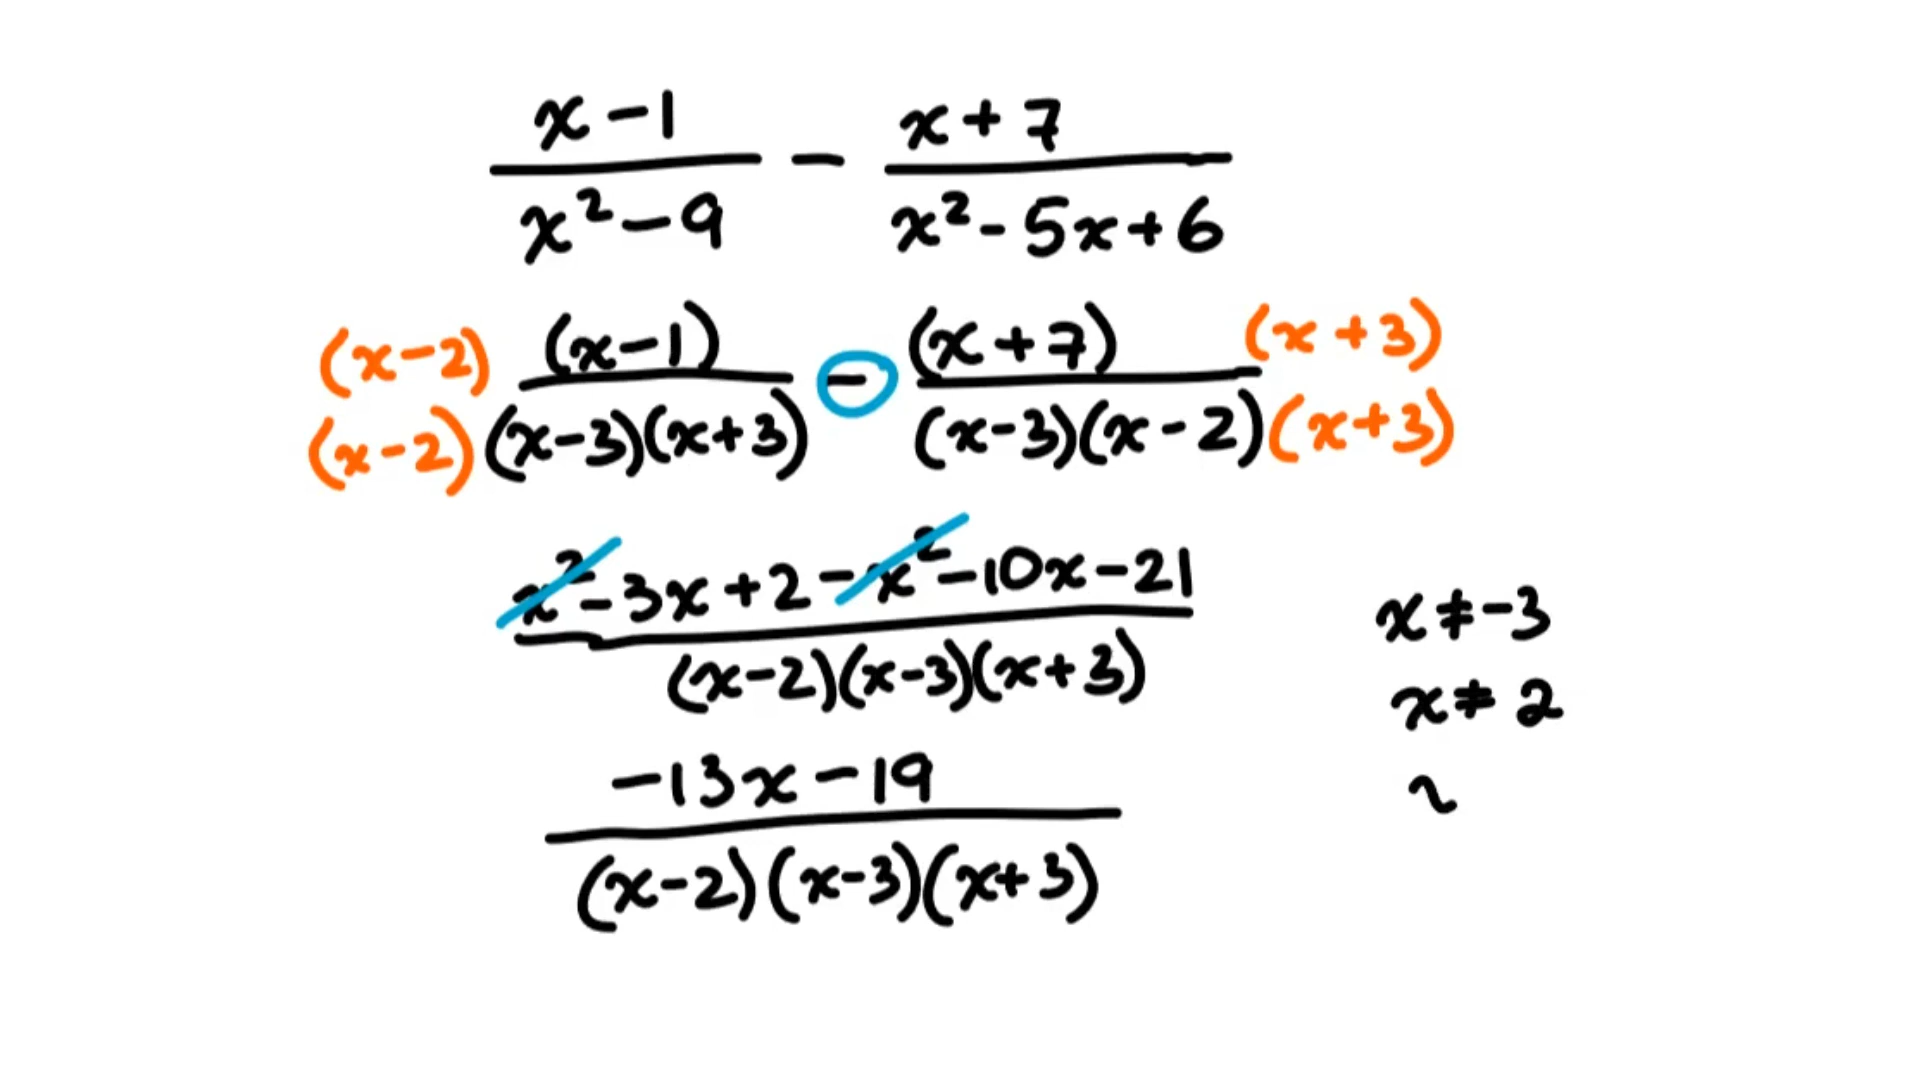 x - 1
x² - 9
-
x + 7
x² - 5x + 6
(x-2) (x-1)
(x-2) (x-3)(x+3)
-
(x+7) (x+3)
(x-3)(x-2) (x+3)
x² - 3x + 2 - x² - 10x - 21
(x-2)(x-3)(x+3)
-13x - 19
(x-2)(x-3)(x+3)
x ≠ -3
x ≠ 2